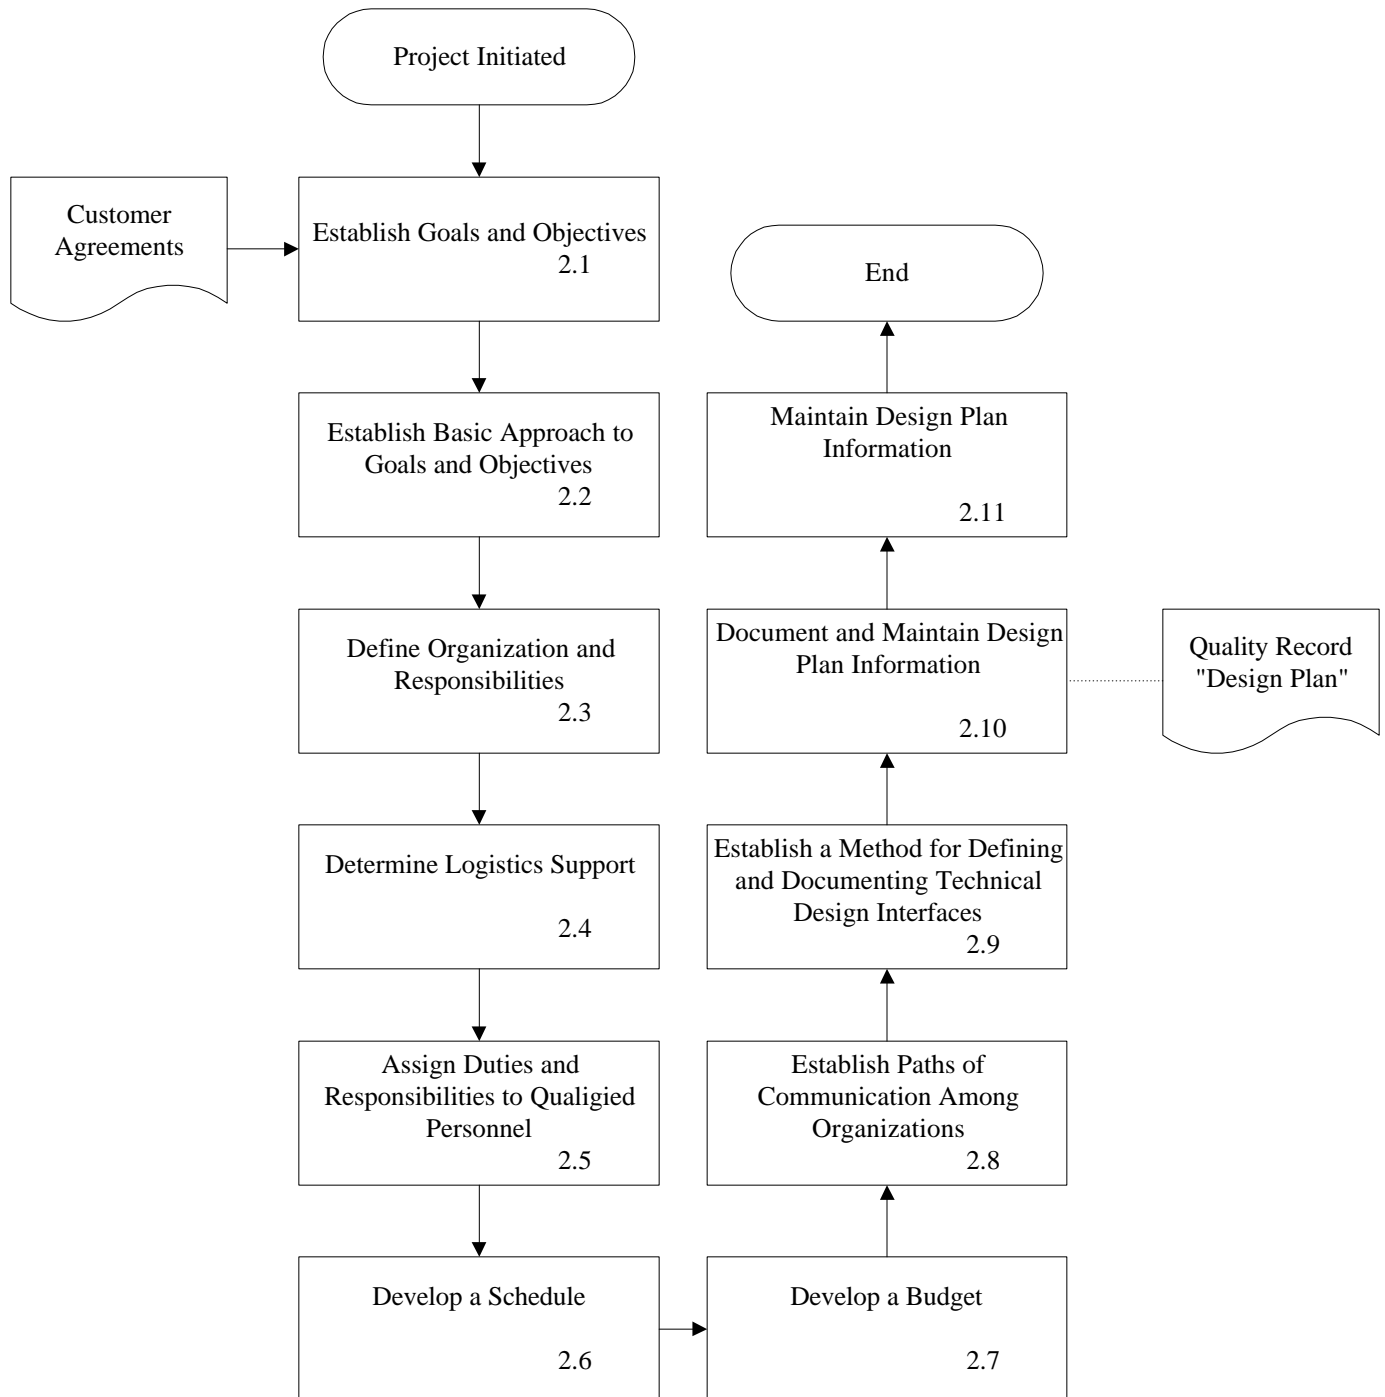 Project Initiated
Customer
Agreements
Establish Goals and Objectives
2.1
Establish Basic Approach to
Goals and Objectives
2.2
Define Organization and
Responsibilities
2.3
Determine Logistics Support
2.4
Assign Duties and
Responsibilities to Qualigied
Personnel
2.5
Develop a Schedule
2.6
Develop a Budget
2.7
Establish Paths of
Communication Among
Organizations
2.8
Establish a Method for Defining
and Documenting Technical
Design Interfaces
2.9
Document and Maintain Design
Plan Information
2.10
Quality Record
"Design Plan"
Maintain Design Plan
Information
2.11
End